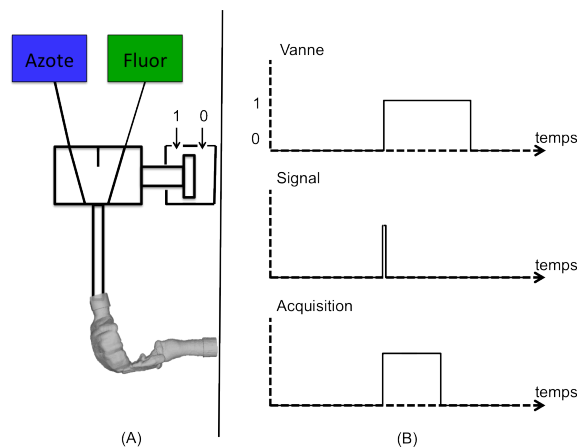 Azote
Fluor
1 0
(A)
Vanne
1
0
temps
Signal
temps
Acquisition
temps
(B)